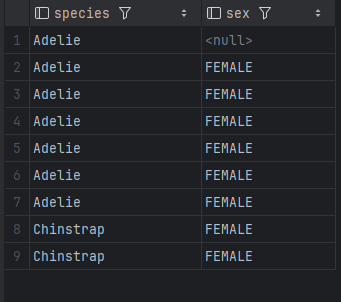 species sex
1 Adelie <null>
2 Adelie FEMALE
3 Adelie FEMALE
4 Adelie FEMALE
5 Adelie FEMALE
6 Adelie FEMALE
7 Adelie FEMALE
8 Chinstrap FEMALE
9 Chinstrap FEMALE